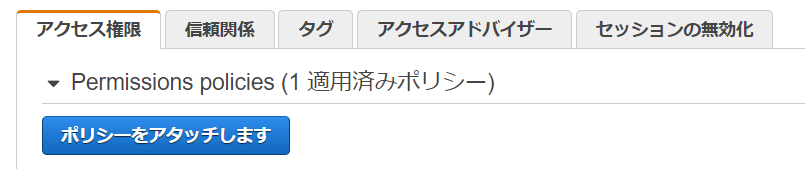 アクセス権限 信頼関係 タグ アクセスアドバイザー セッションの無効化
Permissions policies (1 適用済みポリシー)
ポリシーをアタッチします